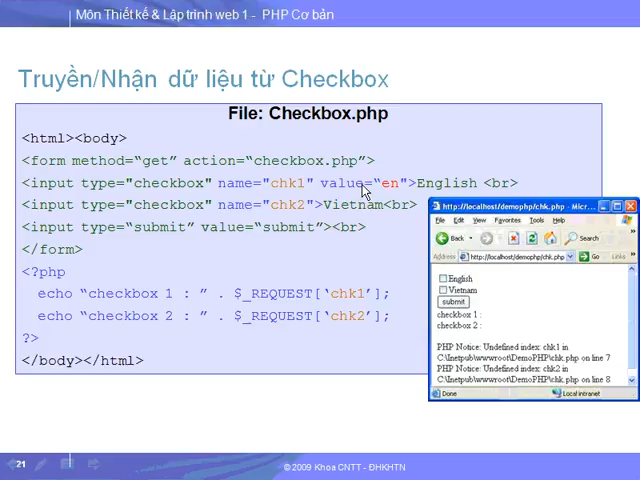 Môn Thiết kế & Lập trình web 1 - PHP Cơ bản
Truyền/Nhận dữ liệu từ Checkbox
File: Checkbox.php
<html><body>
<form method=“get” action=“checkbox.php”>
<input type="checkbox" name="chk1" value=“en">English <br>
<input type="checkbox" name="chk2">Vietnam<br>
<input type=“submit” value=“submit”><br>
</form>
<?php
echo “checkbox 1 : ” . $_REQUEST[‘chk1’];
echo “checkbox 2 : ” . $_REQUEST[‘chk2’];
?>
</body></html>
http://localhost/demophp/chk.php - Micr...
File Edit View Favorites Tools Help
Back Search
Address http://localhost/demophp/chk.php Go Links
English
Vietnam
submit
checkbox 1 :
checkbox 2 :
PHP Notice: Undefined index: chk1 in
C:\Inetpub\wwwroot\DemoPHP\chk.php on line 7
PHP Notice: Undefined index: chk2 in
C:\Inetpub\wwwroot\DemoPHP\chk.php on line 8
Done Local intranet
21
© 2009 Khoa CNTT - ĐHKHTN